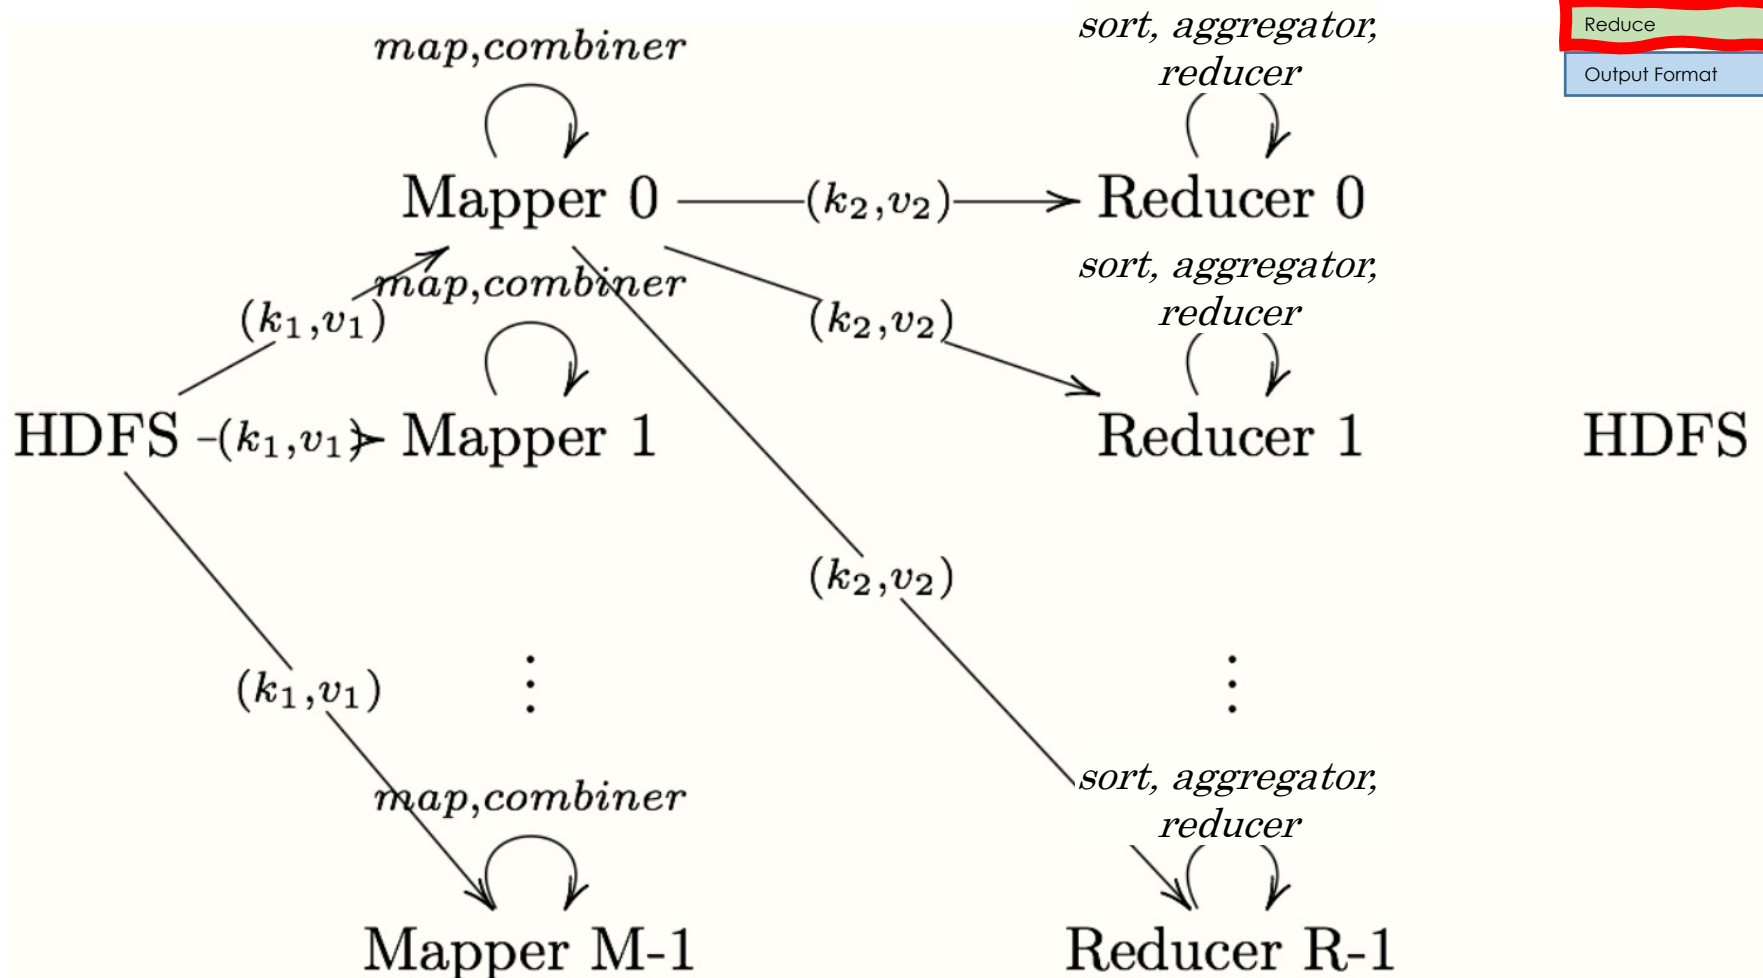 map,combiner
sort, aggregator,
reducer
Reduce
Output Format
Mapper 0
(k₂,v₂)
Reducer 0
map,combiner
sort, aggregator,
reducer
(k₁,v₁)
(k₂,v₂)
HDFS
(k₁,v₁)
Mapper 1
Reducer 1
HDFS
(k₂,v₂)
(k₁,v₁)
⋮
⋮
map,combiner
sort, aggregator,
reducer
Mapper M-1
Reducer R-1